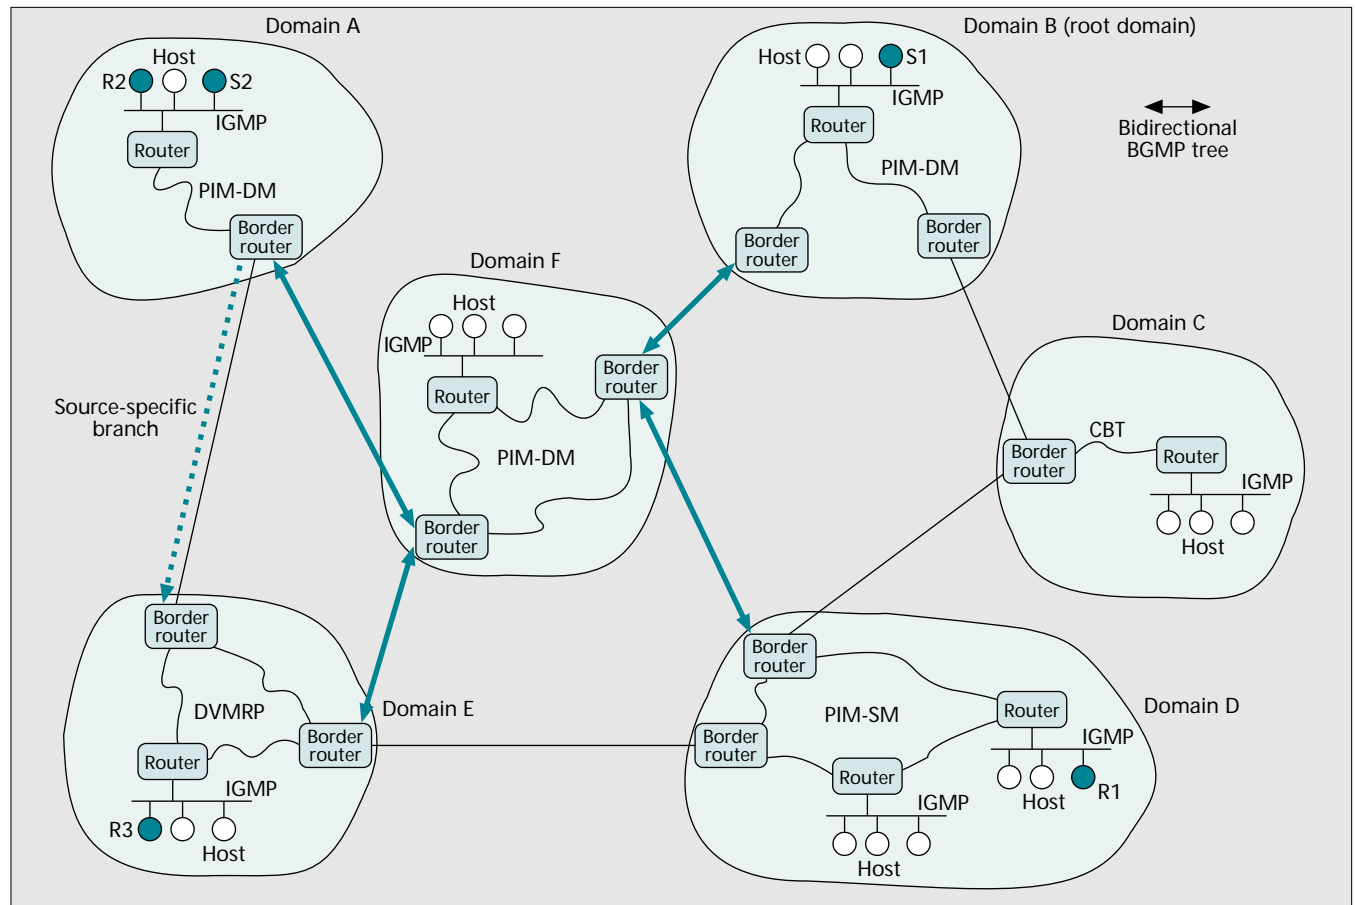 Domain A
Host
R2
S2
IGMP
Router
PIM-DM
Border
router
Domain B (root domain)
Host
S1
IGMP
Router
PIM-DM
Border
router
Border
router
Bidirectional
BGMP tree
Domain F
Host
IGMP
Router
Border
router
PIM-DM
Border
router
Source-specific
branch
Domain C
Border
router
CBT
Router
IGMP
Host
Border
router
DVMRP
Domain E
Border
router
Router
IGMP
R3
Host
Border
router
Domain D
PIM-SM
Router
IGMP
Host
R1
Border
router
Router
IGMP
Host